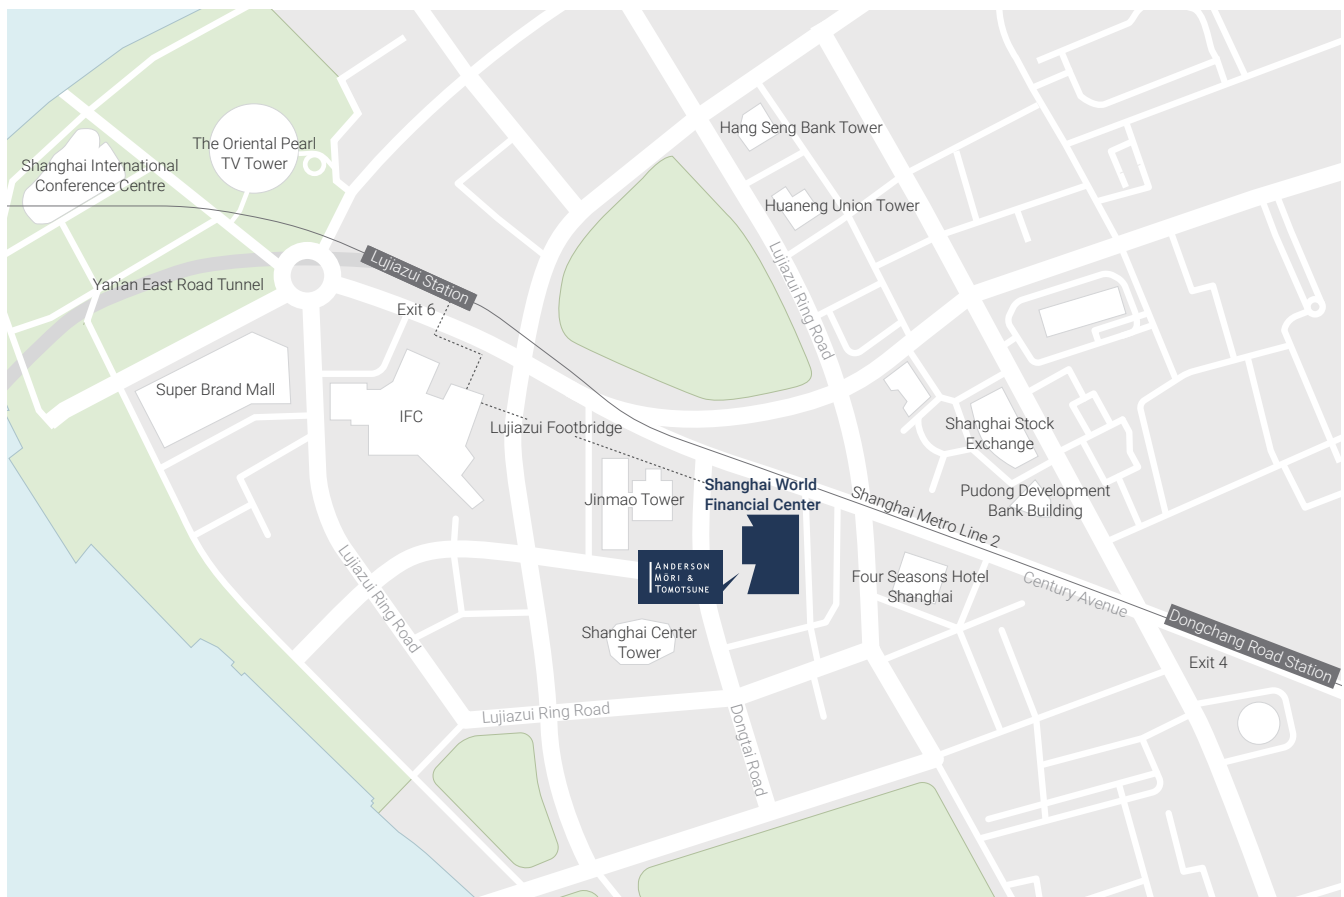 Hang Seng Bank Tower
The Oriental Pearl
TV Tower
Shanghai International
Conference Centre
Huaneng Union Tower
Lujiazui Ring Road
Lujiazui Station
Yan'an East Road Tunnel
Exit 6
Super Brand Mall
IFC
Lujiazui Footbridge
Shanghai Stock
Exchange
Jinmao Tower
Shanghai World
Financial Center
Pudong Development
Bank Building
Shanghai Metro Line 2
ANDERSON
MŌRI &
TOMOTSUNE
Four Seasons Hotel
Shanghai
Century Avenue
Lujiazui Ring Road
Shanghai Center
Tower
Dongchang Road Station
Exit 4
Lujiazui Ring Road
Dongtai Road